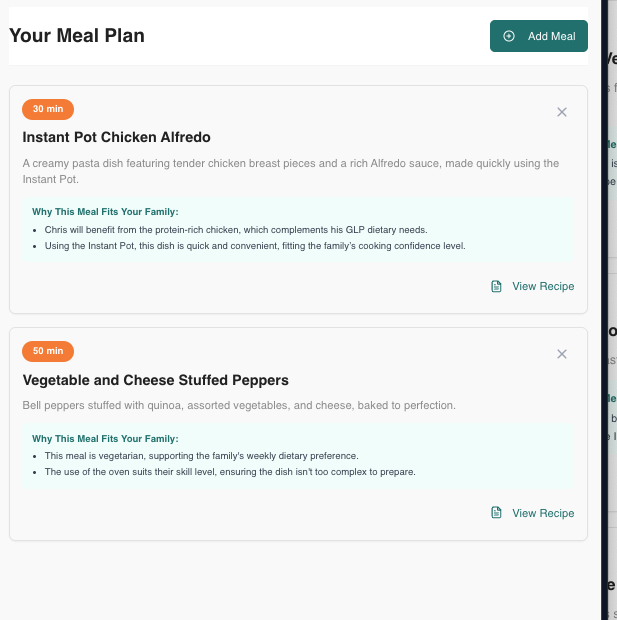 Your Meal Plan
Add Meal
30 min
Instant Pot Chicken Alfredo
A creamy pasta dish featuring tender chicken breast pieces and a rich Alfredo sauce, made quickly using the
Instant Pot.
Why This Meal Fits Your Family:
• Chris will benefit from the protein-rich chicken, which complements his GLP dietary needs.
• Using the Instant Pot, this dish is quick and convenient, fitting the family's cooking confidence level.
View Recipe
50 min
Vegetable and Cheese Stuffed Peppers
Bell peppers stuffed with quinoa, assorted vegetables, and cheese, baked to perfection.
Why This Meal Fits Your Family:
• This meal is vegetarian, supporting the family's weekly dietary preference.
• The use of the oven suits their skill level, ensuring the dish isn't too complex to prepare.
View Recipe